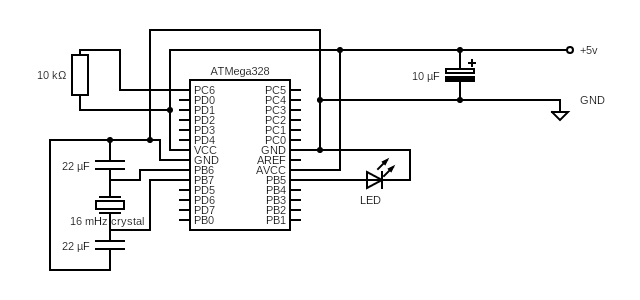 +5v
ATMega328
10 kΩ
10 µF
PC6 PC5
PD0 PC4
GND
PD1 PC3
PD2 PC2
PD3 PC1
PD4 PC0
VCC GND
GND AREF
22 µF
PB6 AVCC
PB7 PB5
PD5 PB4
PD6 PB3
LED
PD7 PB2
PB0 PB1
16 mHz crystal
22 µF